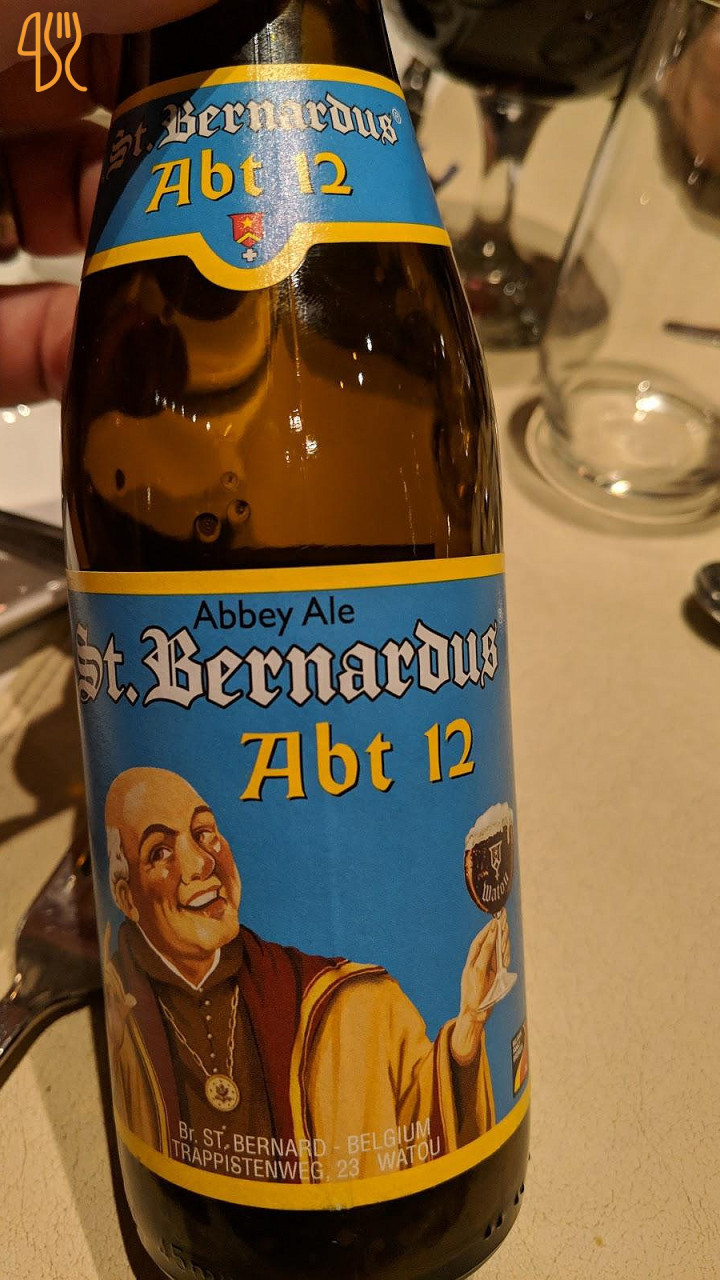 St. Bernardus®
Abt 12
Abbey Ale
St. Bernardus
Abt 12
Watou
Br. ST. BERNARD - BELGIUM
TRAPPISTENWEG, 23 WATOU